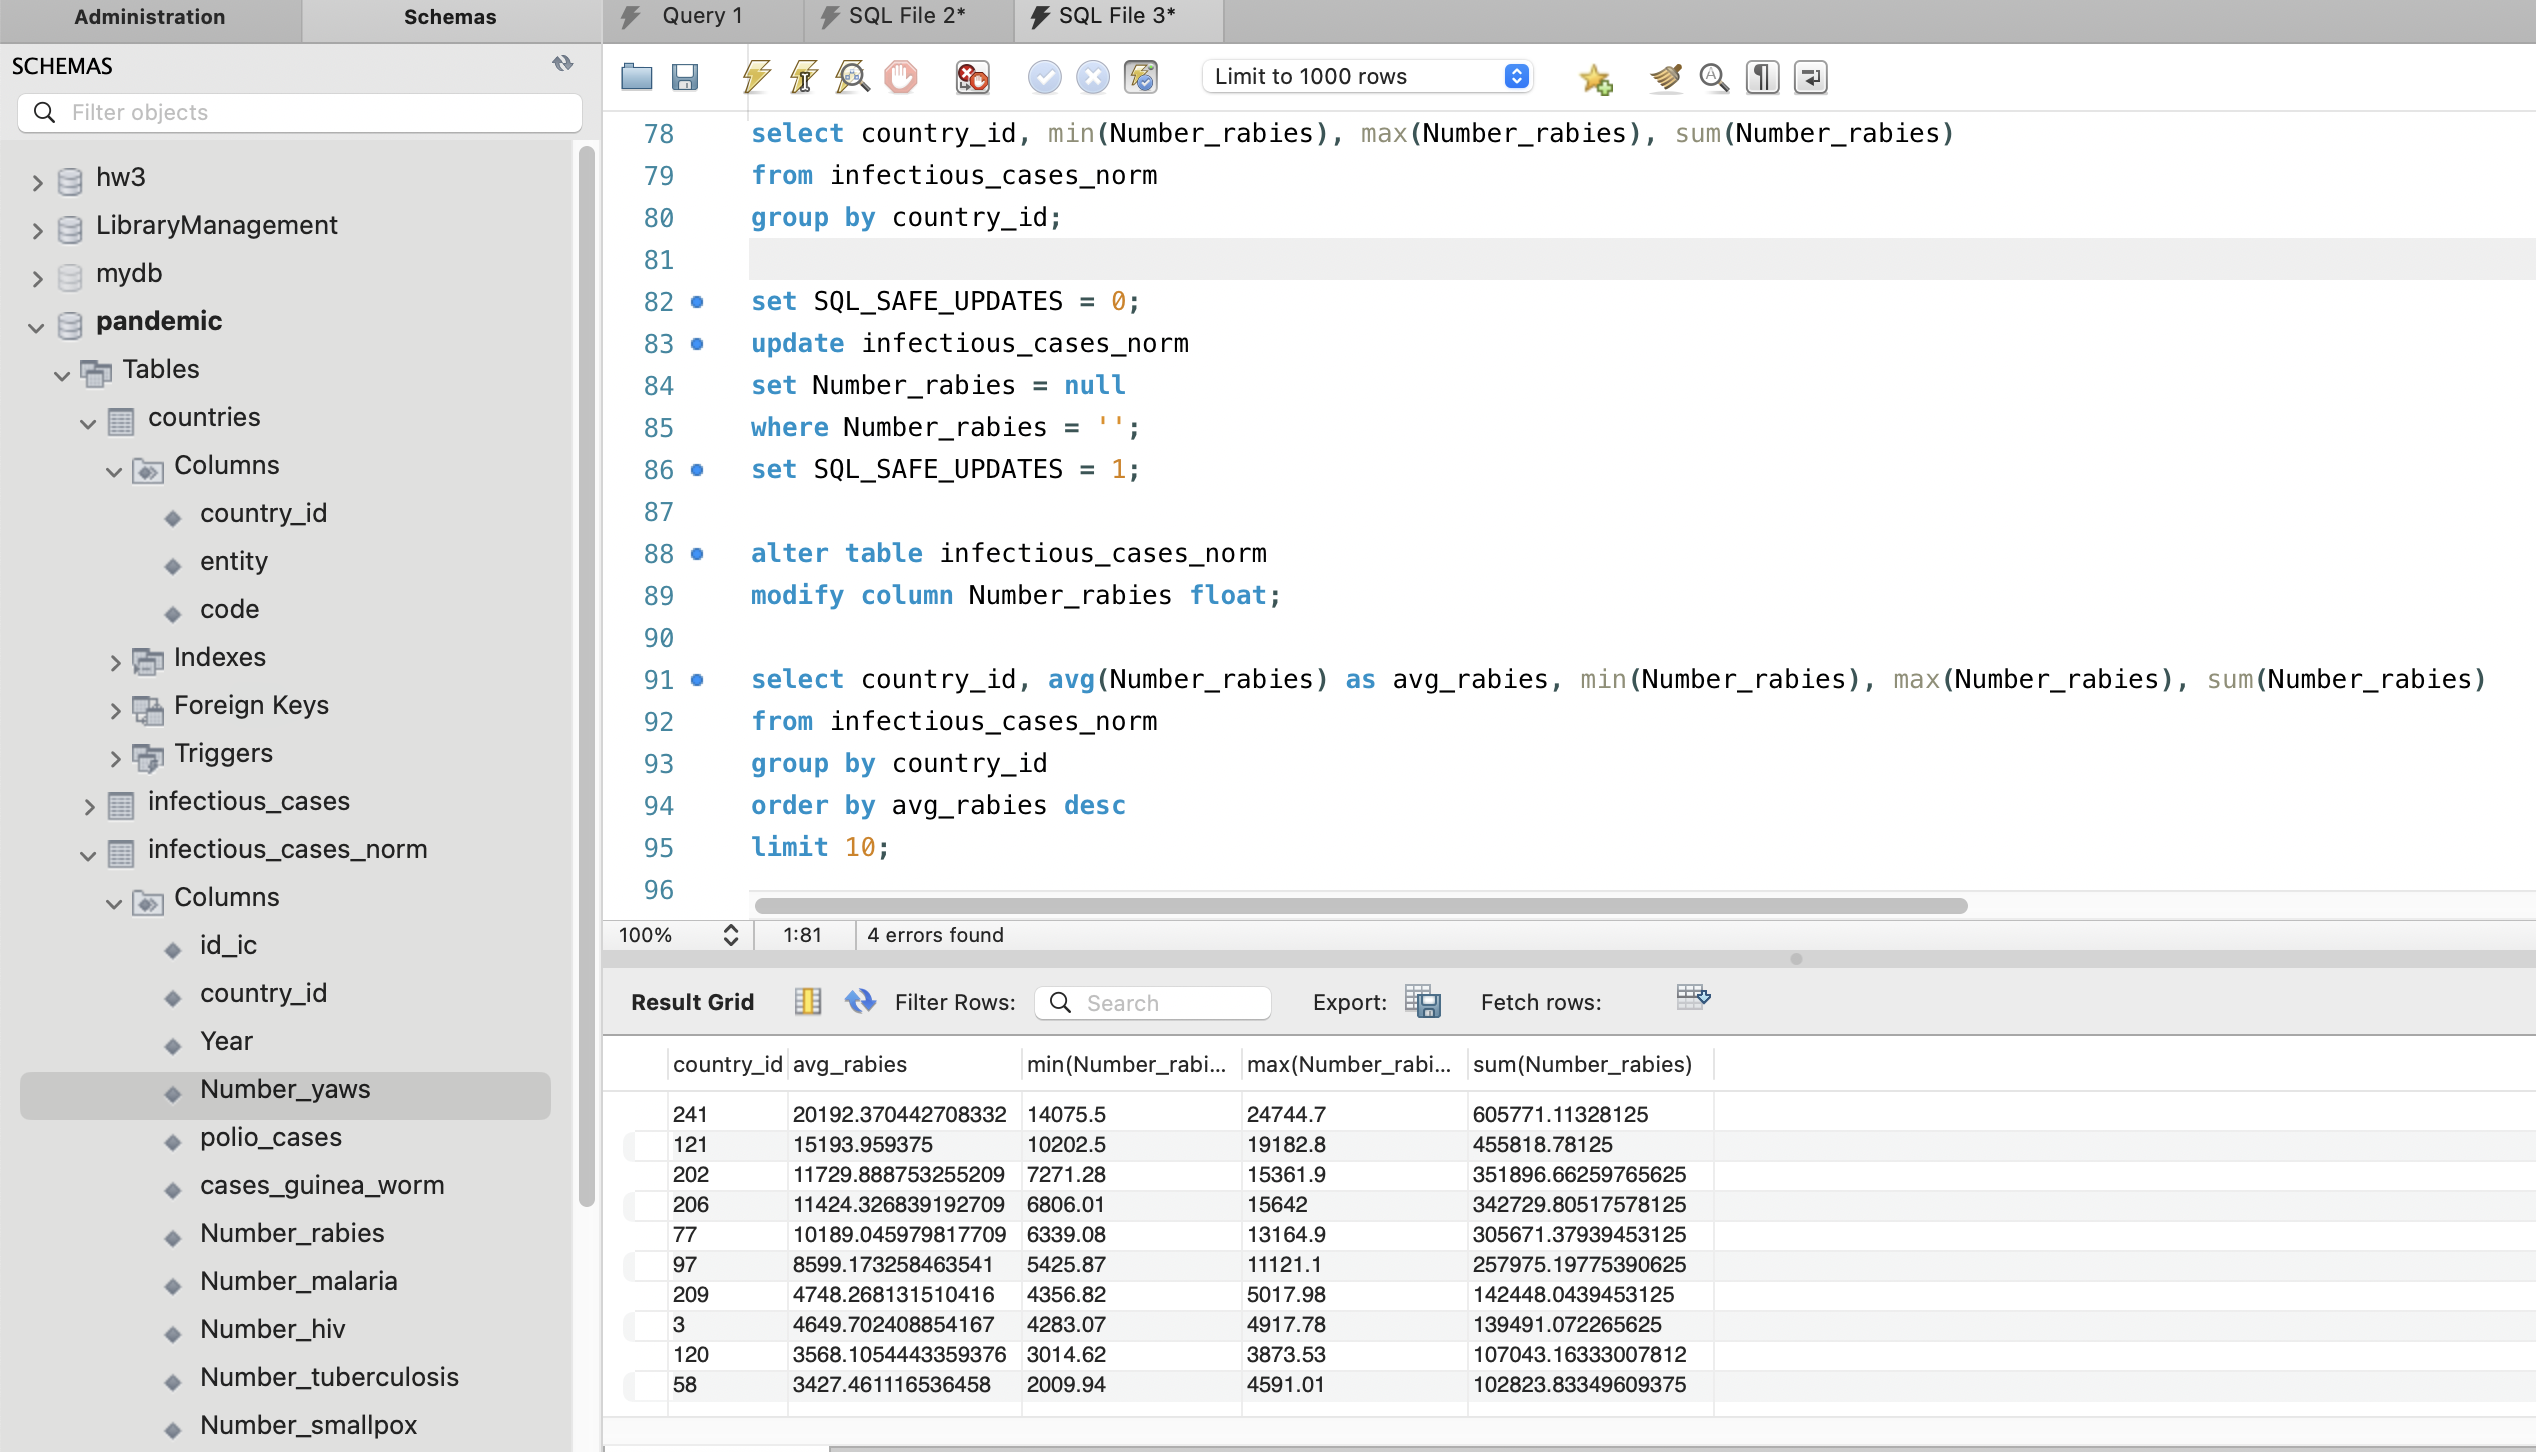 Administration
Schemas
SCHEMAS
Filter objects
hw3
LibraryManagement
mydb
pandemic
Tables
countries
Columns
country_id
entity
code
Indexes
Foreign Keys
Triggers
infectious_cases
infectious_cases_norm
Columns
id_ic
country_id
Year
Number_yaws
polio_cases
cases_guinea_worm
Number_rabies
Number_malaria
Number_hiv
Number_tuberculosis
Number_smallpox
Query 1
SQL File 2*
SQL File 3*
Limit to 1000 rows
78 select country_id, min(Number_rabies), max(Number_rabies), sum(Number_rabies)
79 from infectious_cases_norm
80 group by country_id;
81
82 set SQL_SAFE_UPDATES = 0;
83 update infectious_cases_norm
84 set Number_rabies = null
85 where Number_rabies = '';
86 set SQL_SAFE_UPDATES = 1;
87
88 alter table infectious_cases_norm
89 modify column Number_rabies float;
90
91 select country_id, avg(Number_rabies) as avg_rabies, min(Number_rabies), max(Number_rabies), sum(Number_rabies)
92 from infectious_cases_norm
93 group by country_id
94 order by avg_rabies desc
95 limit 10;
96
100% 1:81 4 errors found
Result Grid Filter Rows: Search Export: Fetch rows:
country_id avg_rabies min(Number_rabi... max(Number_rabi... sum(Number_rabies)
241 20192.370442708332 14075.5 24744.7 605771.11328125
121 15193.959375 10202.5 19182.8 455818.78125
202 11729.888753255209 7271.28 15361.9 351896.66259765625
206 11424.326839192709 6806.01 15642 342729.80517578125
77 10189.045979817709 6339.08 13164.9 305671.37939453125
97 8599.173258463541 5425.87 11121.1 257975.19775390625
209 4748.268131510416 4356.82 5017.98 142448.0439453125
3 4649.702408854167 4283.07 4917.78 139491.072265625
120 3568.1054443359376 3014.62 3873.53 107043.16333007812
58 3427.461116536458 2009.94 4591.01 102823.83349609375